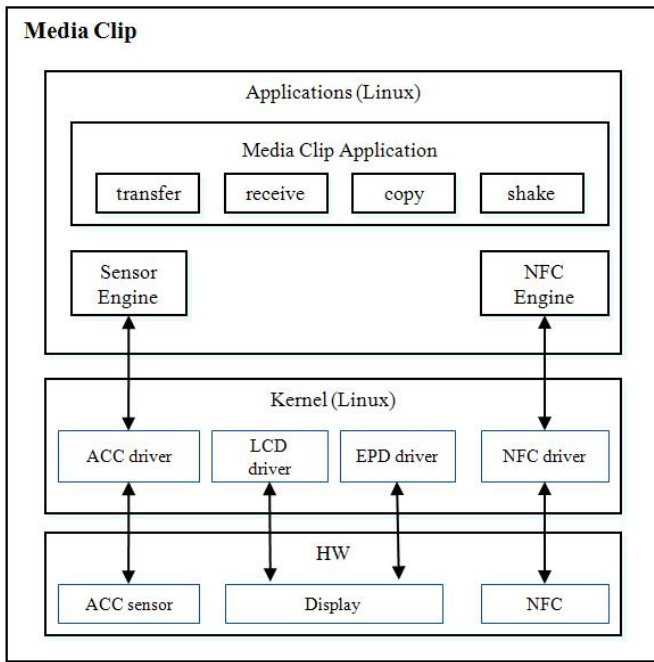 Media Clip
Applications (Linux)
Media Clip Application
transfer receive copy shake
Sensor
Engine
NFC
Engine
Kernel (Linux)
ACC driver
LCD
driver
EPD driver
NFC driver
HW
ACC sensor
Display
NFC